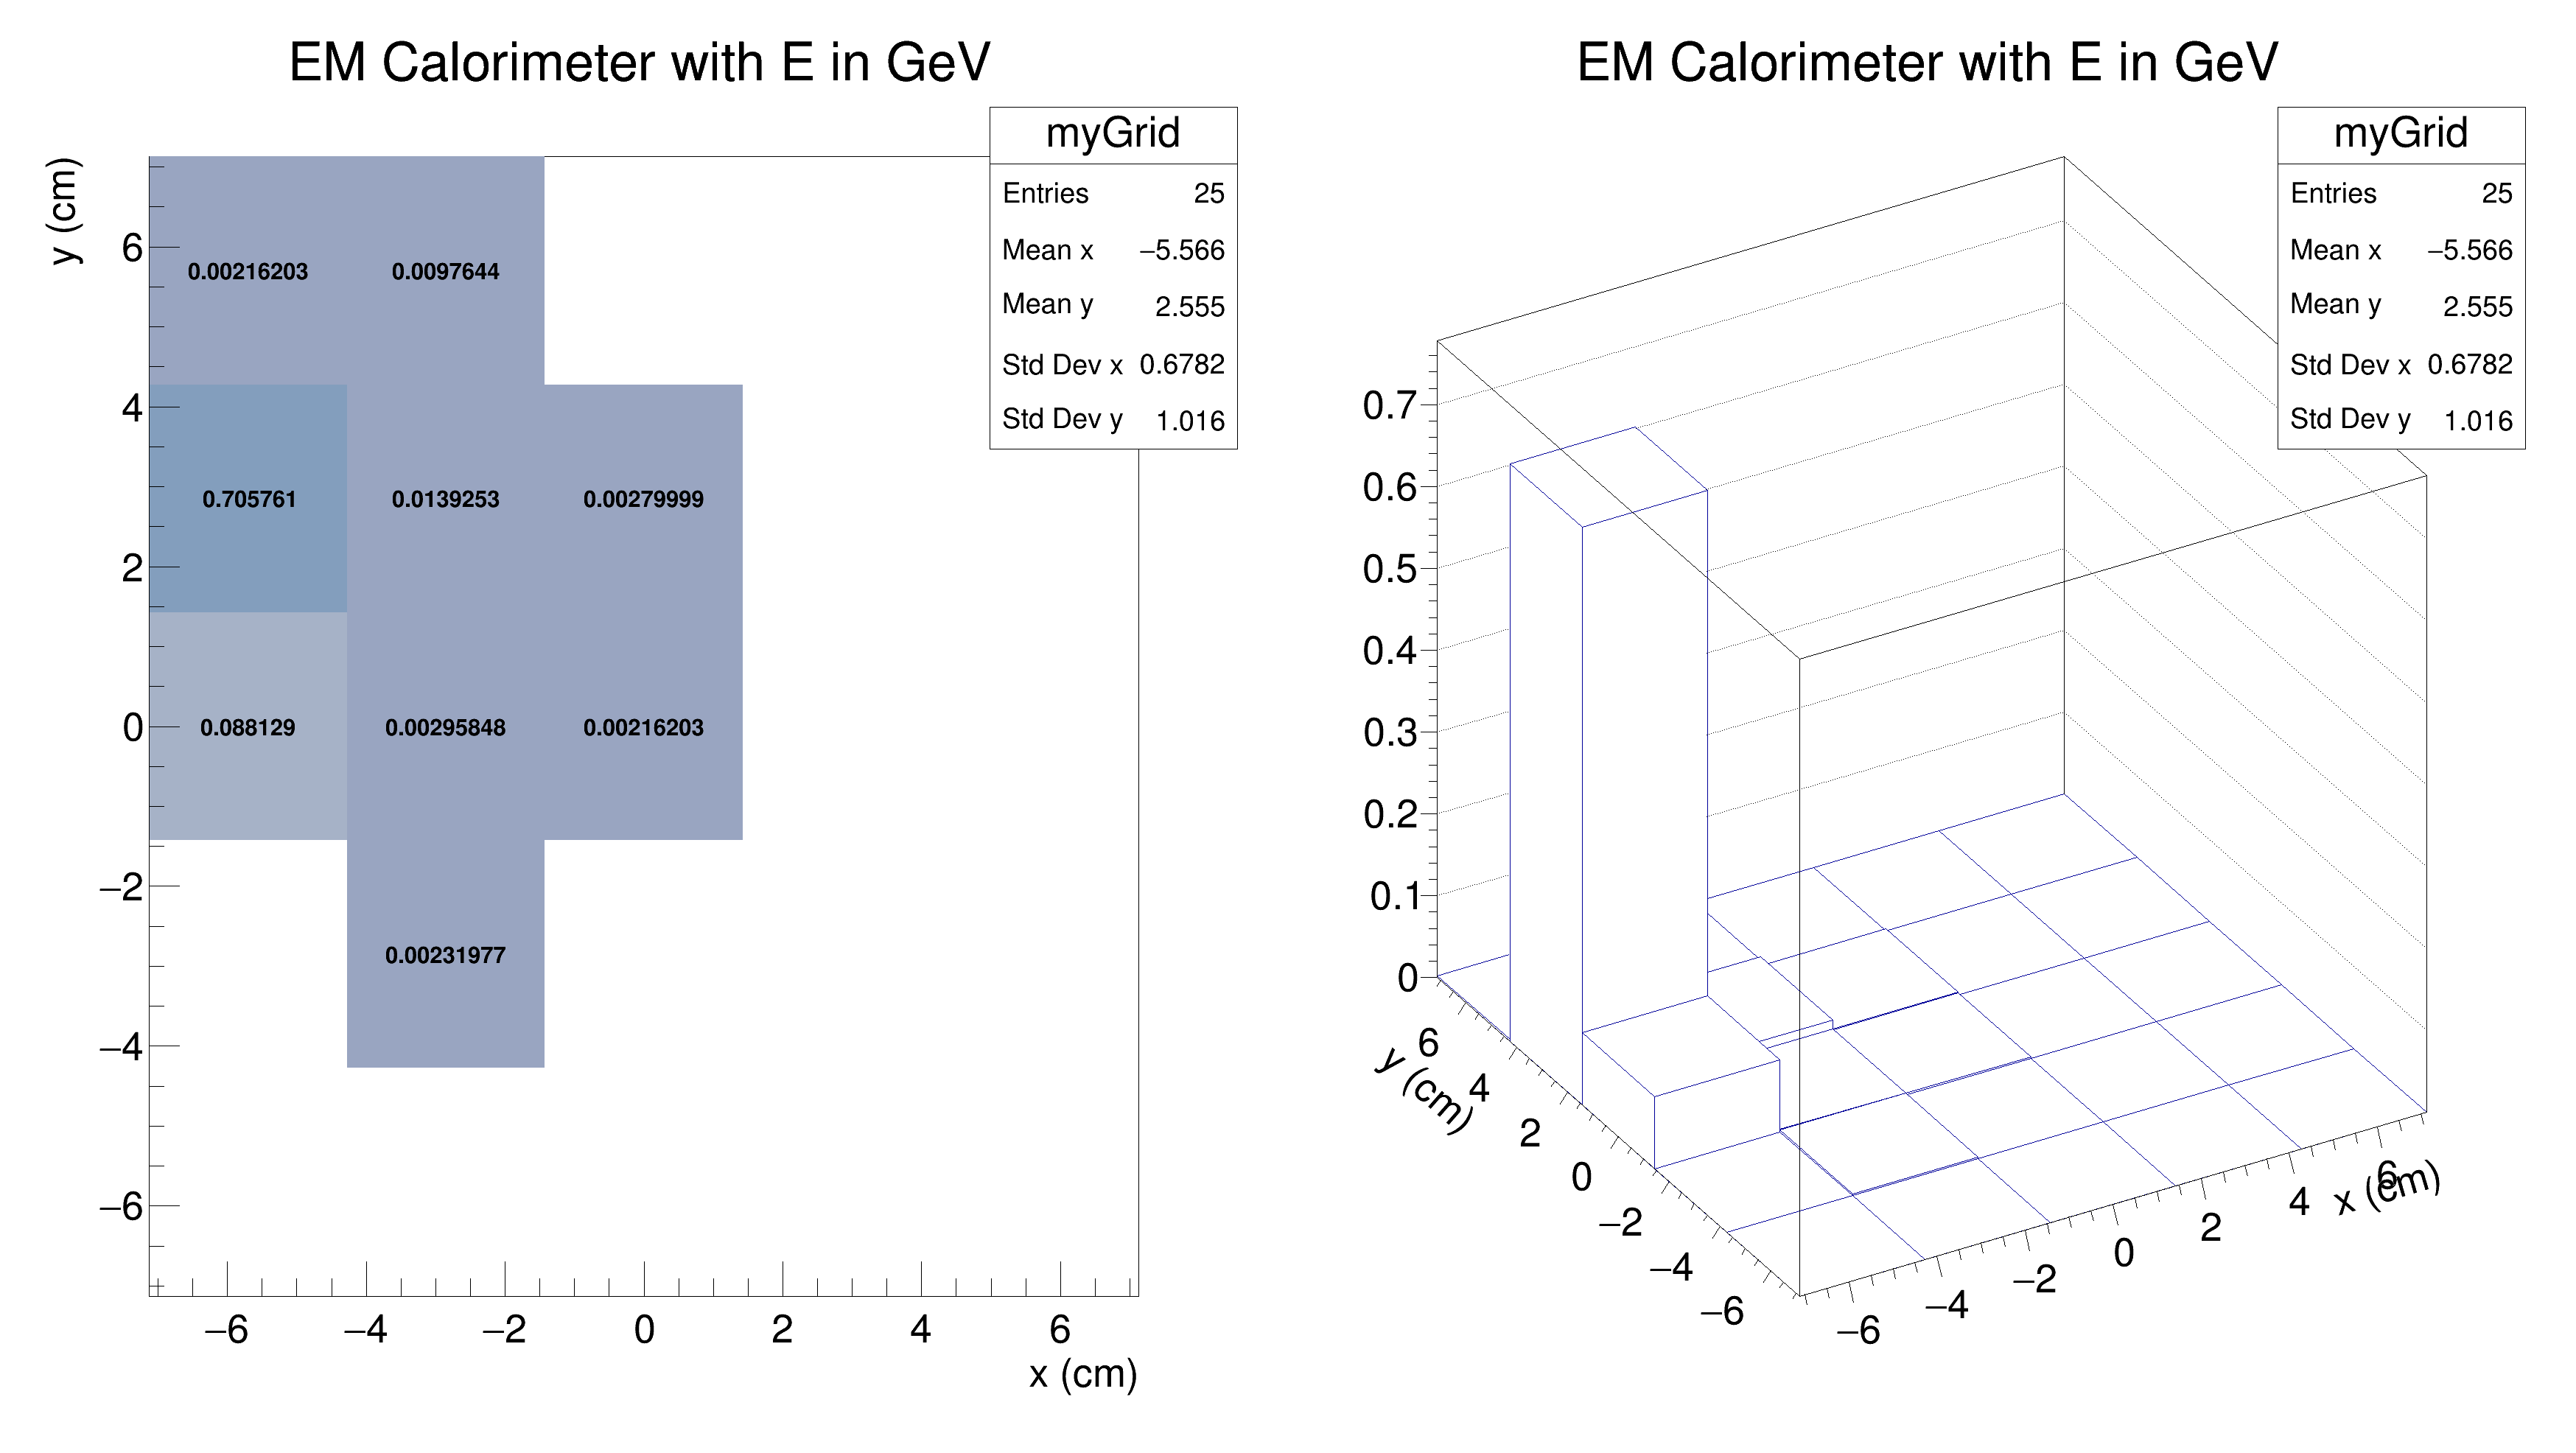 EM Calorimeter with E in GeV
myGrid
Entries 25
Mean x −5.566
Mean y 2.555
Std Dev x 0.6782
Std Dev y 1.016
y (cm)
6
4
2
0
−2
−4
−6
0.00216203 0.0097644
0.705761 0.0139253 0.00279999
0.088129 0.00295848 0.00216203
0.00231977
−6 −4 −2 0 2 4 6
x (cm)
EM Calorimeter with E in GeV
myGrid
Entries 25
Mean x −5.566
Mean y 2.555
Std Dev x 0.6782
Std Dev y 1.016
0.7
0.6
0.5
0.4
0.3
0.2
0.1
0
y (cm)
6
4
2
0
−2
−4
−6
−6 −4 −2 0 2 4 6
x (cm)